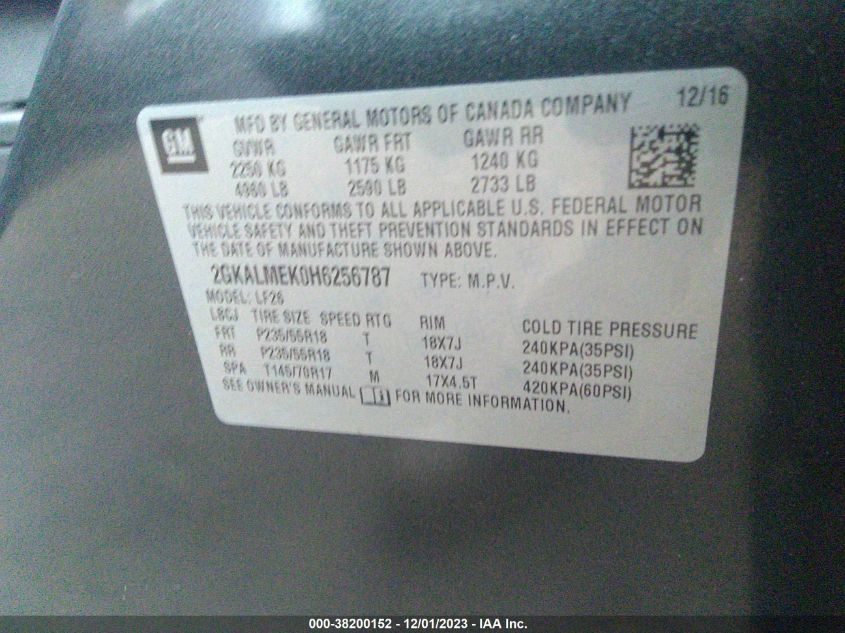 GM
MFD BY GENERAL MOTORS OF CANADA COMPANY 12/16
GVWR GAWR FRT GAWR RR
2250 KG 1175 KG 1240 KG
4960 LB 2590 LB 2733 LB
THIS VEHICLE CONFORMS TO ALL APPLICABLE U.S. FEDERAL MOTOR
VEHICLE SAFETY AND THEFT PREVENTION STANDARDS IN EFFECT ON
THE DATE OF MANUFACTURE SHOWN ABOVE.
2GKALMEK0H6256787 TYPE: M.P.V.
MODEL: LF26
L8CJ TIRE SIZE SPEED RTG RIM COLD TIRE PRESSURE
FRT P235/55R18 T 18X7J 240KPA(35PSI)
RR P235/55R18 T 18X7J 240KPA(35PSI)
SPA T145/70R17 M 17X4.5T 420KPA(60PSI)
SEE OWNER'S MANUAL FOR MORE INFORMATION.
000-38200152 - 12/01/2023 - IAA Inc.